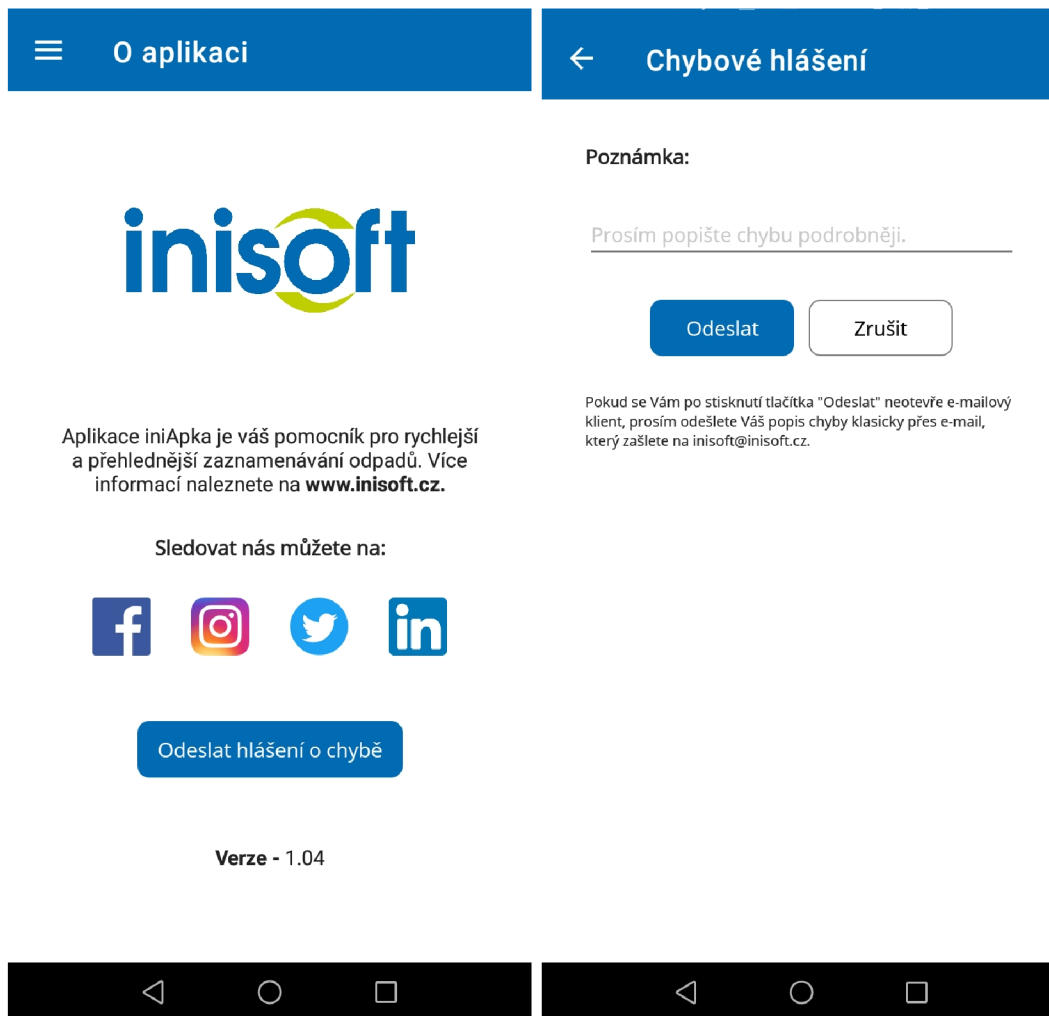 O aplikaci
inisoft
Aplikace iniApka je váš pomocník pro rychlejší
a přehlednější zaznamenávání odpadů. Více
informací naleznete na www.inisoft.cz.
Sledovat nás můžete na:
f
in
Odeslat hlášení o chybě
Verze - 1.04
Chybové hlášení
Poznámka:
Prosím popište chybu podrobněji.
Odeslat
Zrušit
Pokud se Vám po stisknutí tlačítka "Odeslat" neotevře e-mailový
klient, prosím odešlete Váš popis chyby klasicky přes e-mail,
který zašlete na inisoft@inisoft.cz.